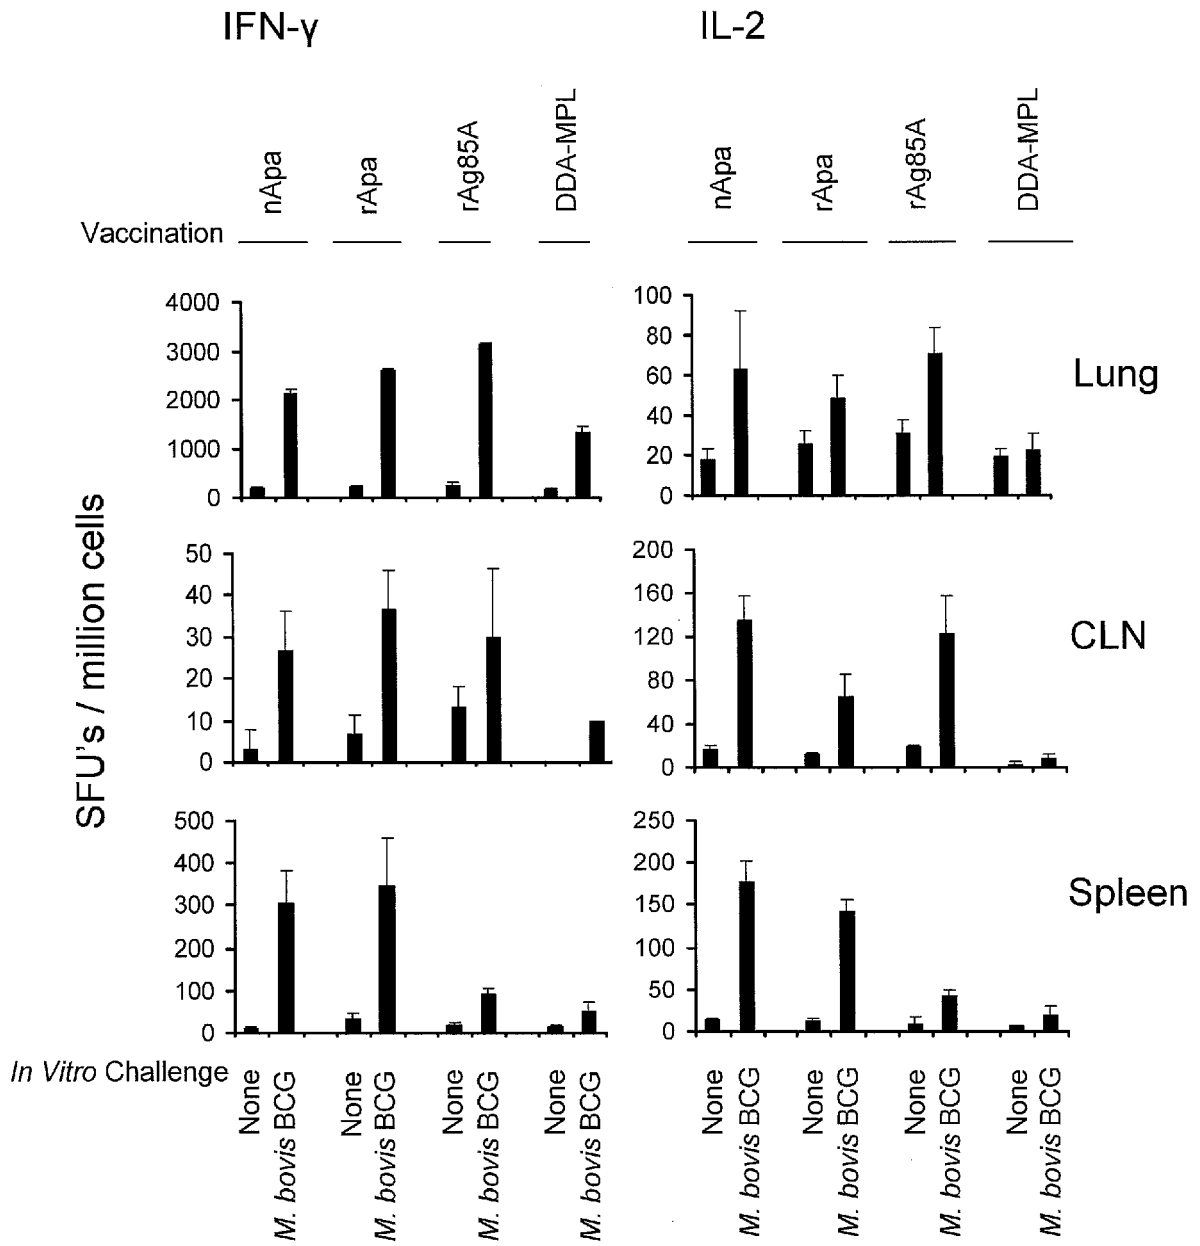 IFN-γ
IL-2
nApa
rApa
rAg85A
DDA-MPL
nApa
rApa
rAg85A
DDA-MPL
Vaccination
SFU's / million cells
4000
3000
2000
1000
0
100
80
60
40
20
0
Lung
50
40
30
20
10
0
200
160
120
80
40
0
CLN
500
400
300
200
100
0
250
200
150
100
50
0
Spleen
In Vitro Challenge
None
M. bovis BCG
None
M. bovis BCG
None
M. bovis BCG
None
M. bovis BCG
None
M. bovis BCG
None
M. bovis BCG
None
M. bovis BCG
None
M. bovis BCG